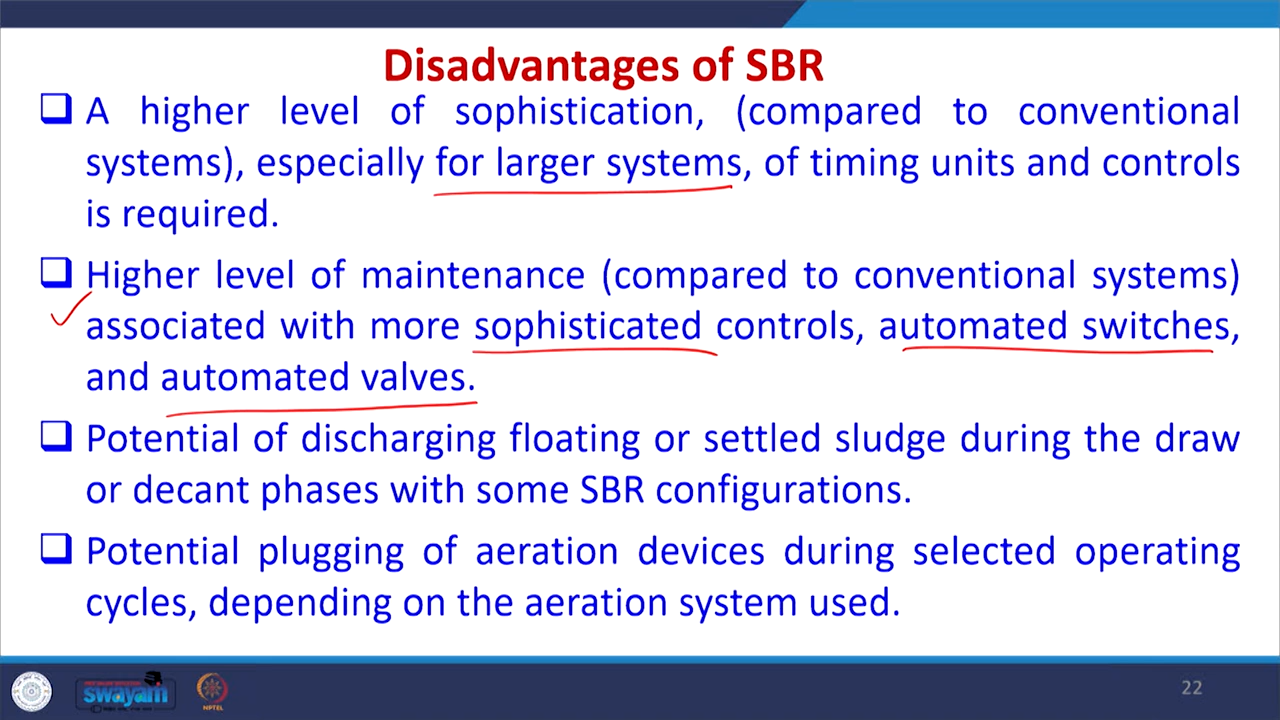 Disadvantages of SBR
A higher level of sophistication, (compared to conventional
systems), especially for larger systems, of timing units and controls
is required.
Higher level of maintenance (compared to conventional systems)
associated with more sophisticated controls, automated switches,
and automated valves.
Potential of discharging floating or settled sludge during the draw
or decant phases with some SBR configurations.
Potential plugging of aeration devices during selected operating
cycles, depending on the aeration system used.
swayam
NPTEL
22